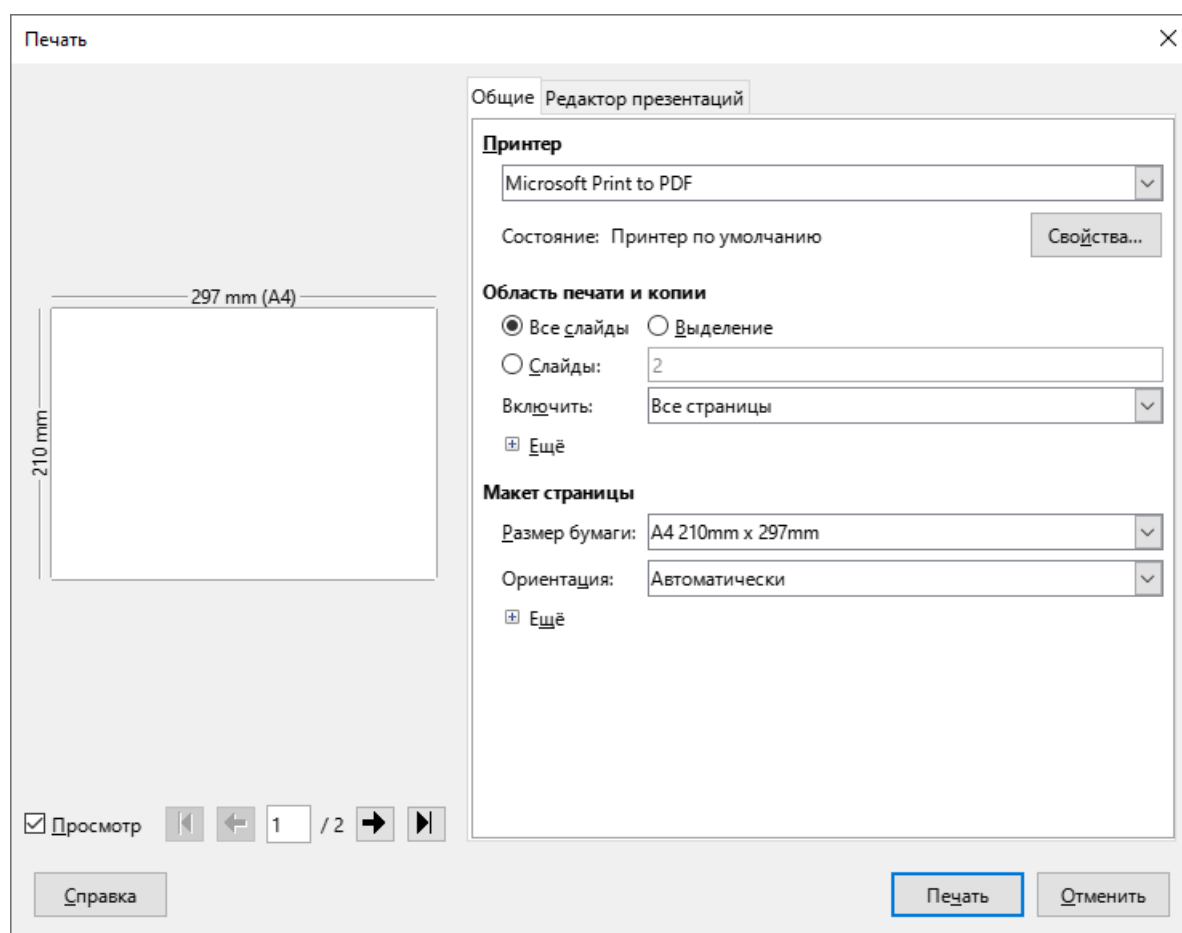 Печать
Общие
Редактор презентаций
Принтер
Microsoft Print to PDF
Состояние: Принтер по умолчанию
Свойства...
297 mm (A4)
210 mm
Область печати и копии
Все слайды
Выделение
Слайды:
2
Включить:
Все страницы
Ещё
Макет страницы
Размер бумаги:
A4 210mm x 297mm
Ориентация:
Автоматически
Ещё
Просмотр
1
/ 2
Справка
Печать
Отменить